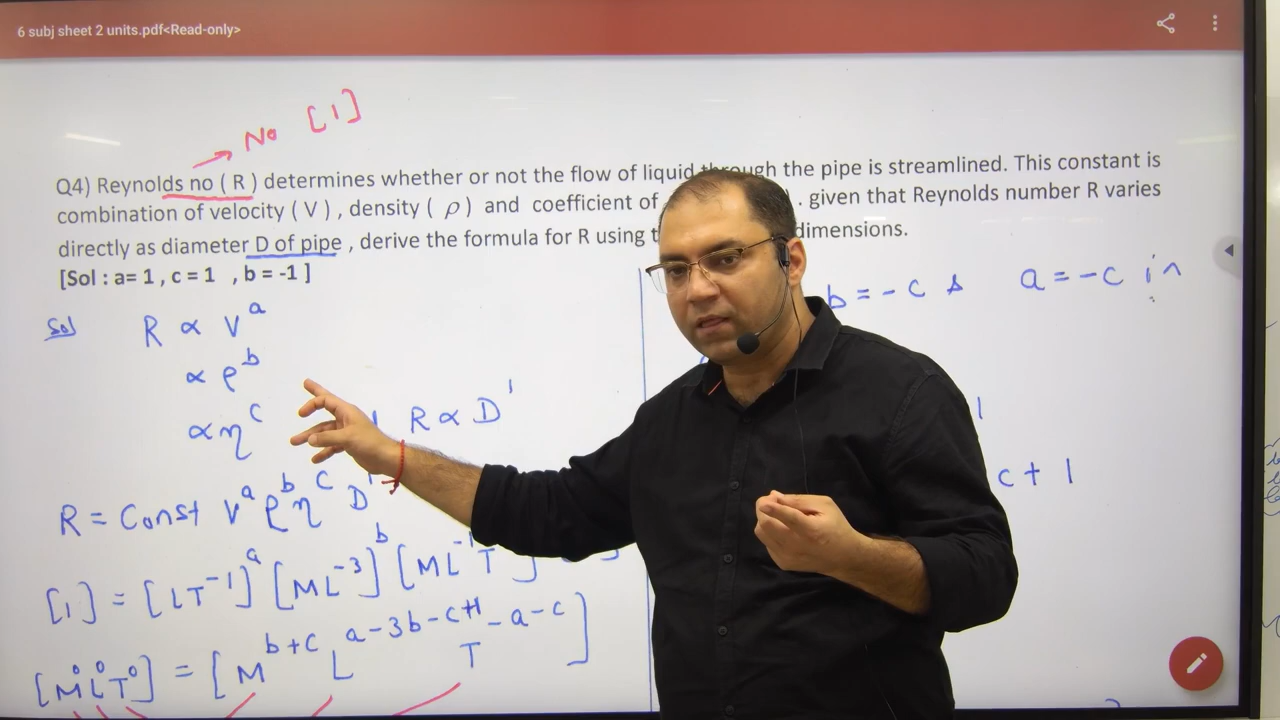 6 subj sheet 2 units.pdf<Read-only>
→ No [1]
Q4) Reynolds no ( R ) determines whether or not the flow of liquid through the pipe is streamlined. This constant is
combination of velocity ( V ) , density ( ρ ) and coefficient of ) . given that Reynolds number R varies
directly as diameter D of pipe , derive the formula for R using dimensions.
[Sol : a= 1 , c = 1 , b = -1 ]
Sol R ∝ V^a
∝ ρ^b
∝ η^c
R ∝ D^1
R = Const V^a ρ^b η^c D^1
[1] = [LT^-1]^a [ML^-3]^b [ML^-1 T
[M^0 L^0 T^0] = [M^b+c L^a-3b-c+1 T^-a-c]
b = -c & a = -c in
c + 1